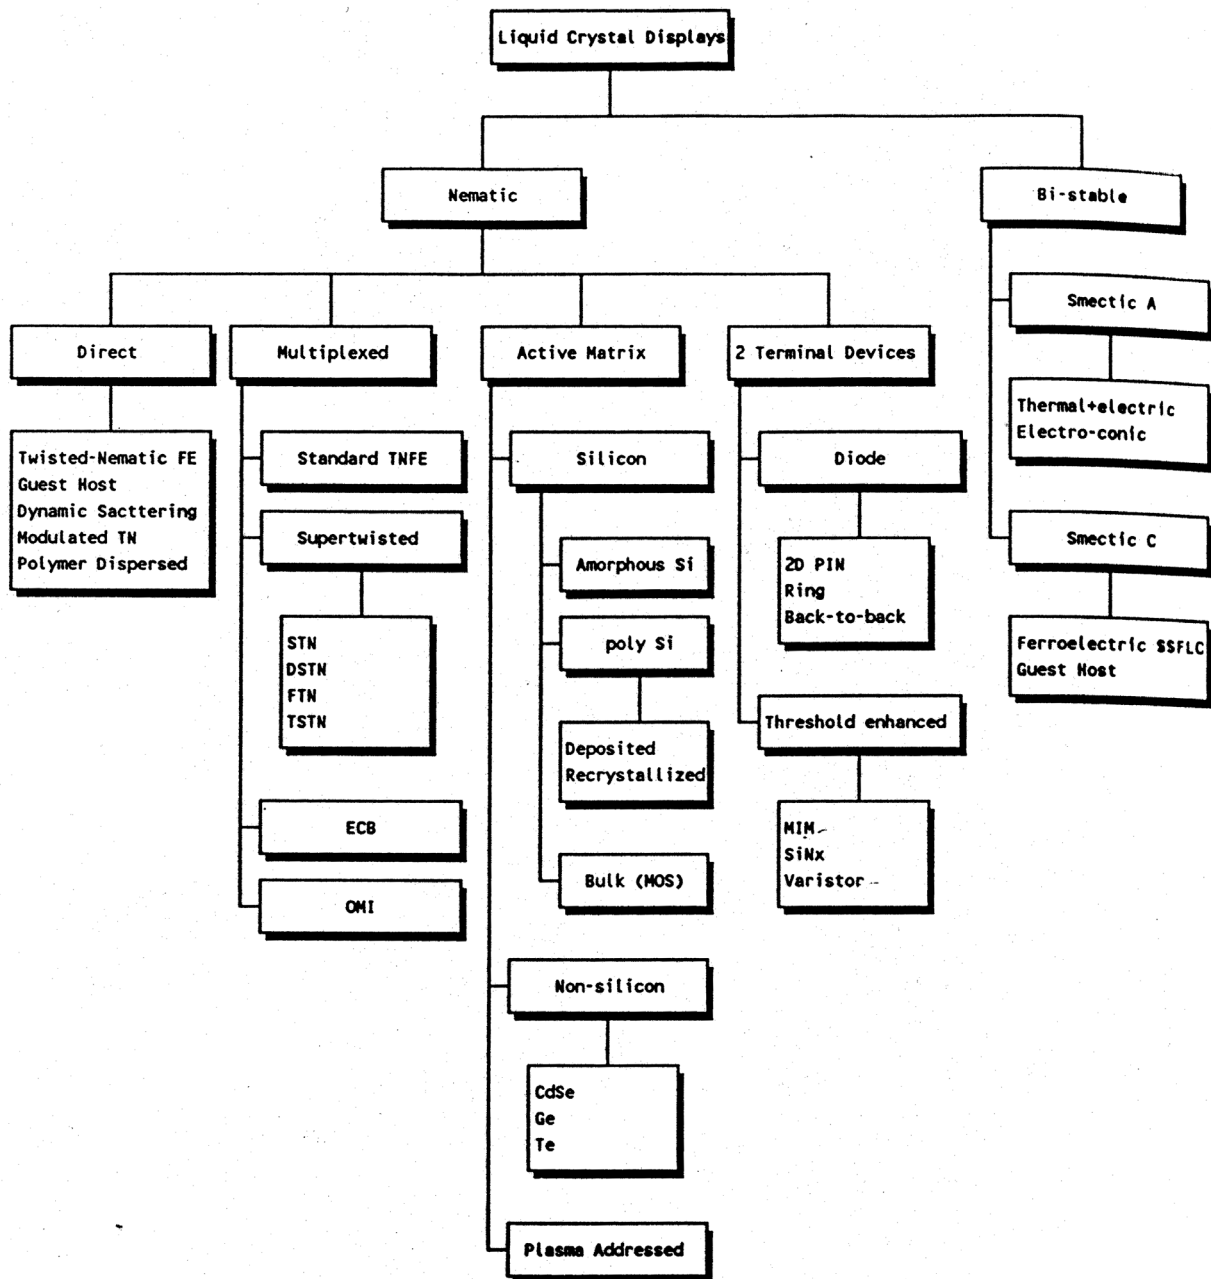 Liquid Crystal Displays
Nematic
Bi-stable
Direct
Multiplexed
Active Matrix
2 Terminal Devices
Smectic A
Thermal+electric
Electro-conic
Twisted-Nematic FE
Guest Host
Dynamic Sacttering
Modulated TN
Polymer Dispersed
Standard TNFE
Supertwisted
STN
DSTN
FTN
TSTN
ECB
OMI
Silicon
Amorphous Si
poly Si
Deposited
Recrystallized
Bulk (MOS)
Non-silicon
CdSe
Ge
Te
Plasma Addressed
Diode
2D PIN
Ring
Back-to-back
Threshold enhanced
MIM
SiNx
Varistor
Smectic C
Ferroelectric SSFLC
Guest Host